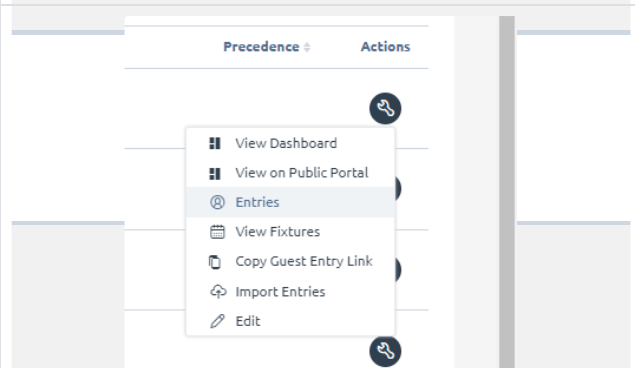 Precedence Actions
View Dashboard
View on Public Portal
Entries
View Fixtures
Copy Guest Entry Link
Import Entries
Edit